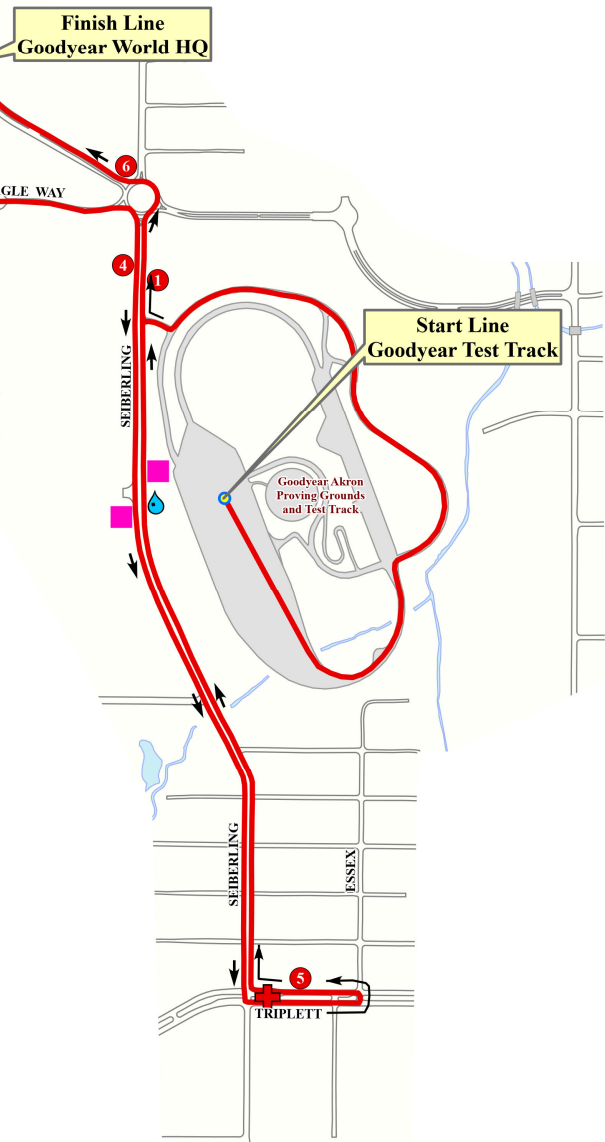 Finish Line
Goodyear World HQ
6
GLE WAY
4
1
Start Line
Goodyear Test Track
SEIBERLING
Goodyear Akron
Proving Grounds
and Test Track
SEIBERLING
ESSEX
5
TRIPLETT